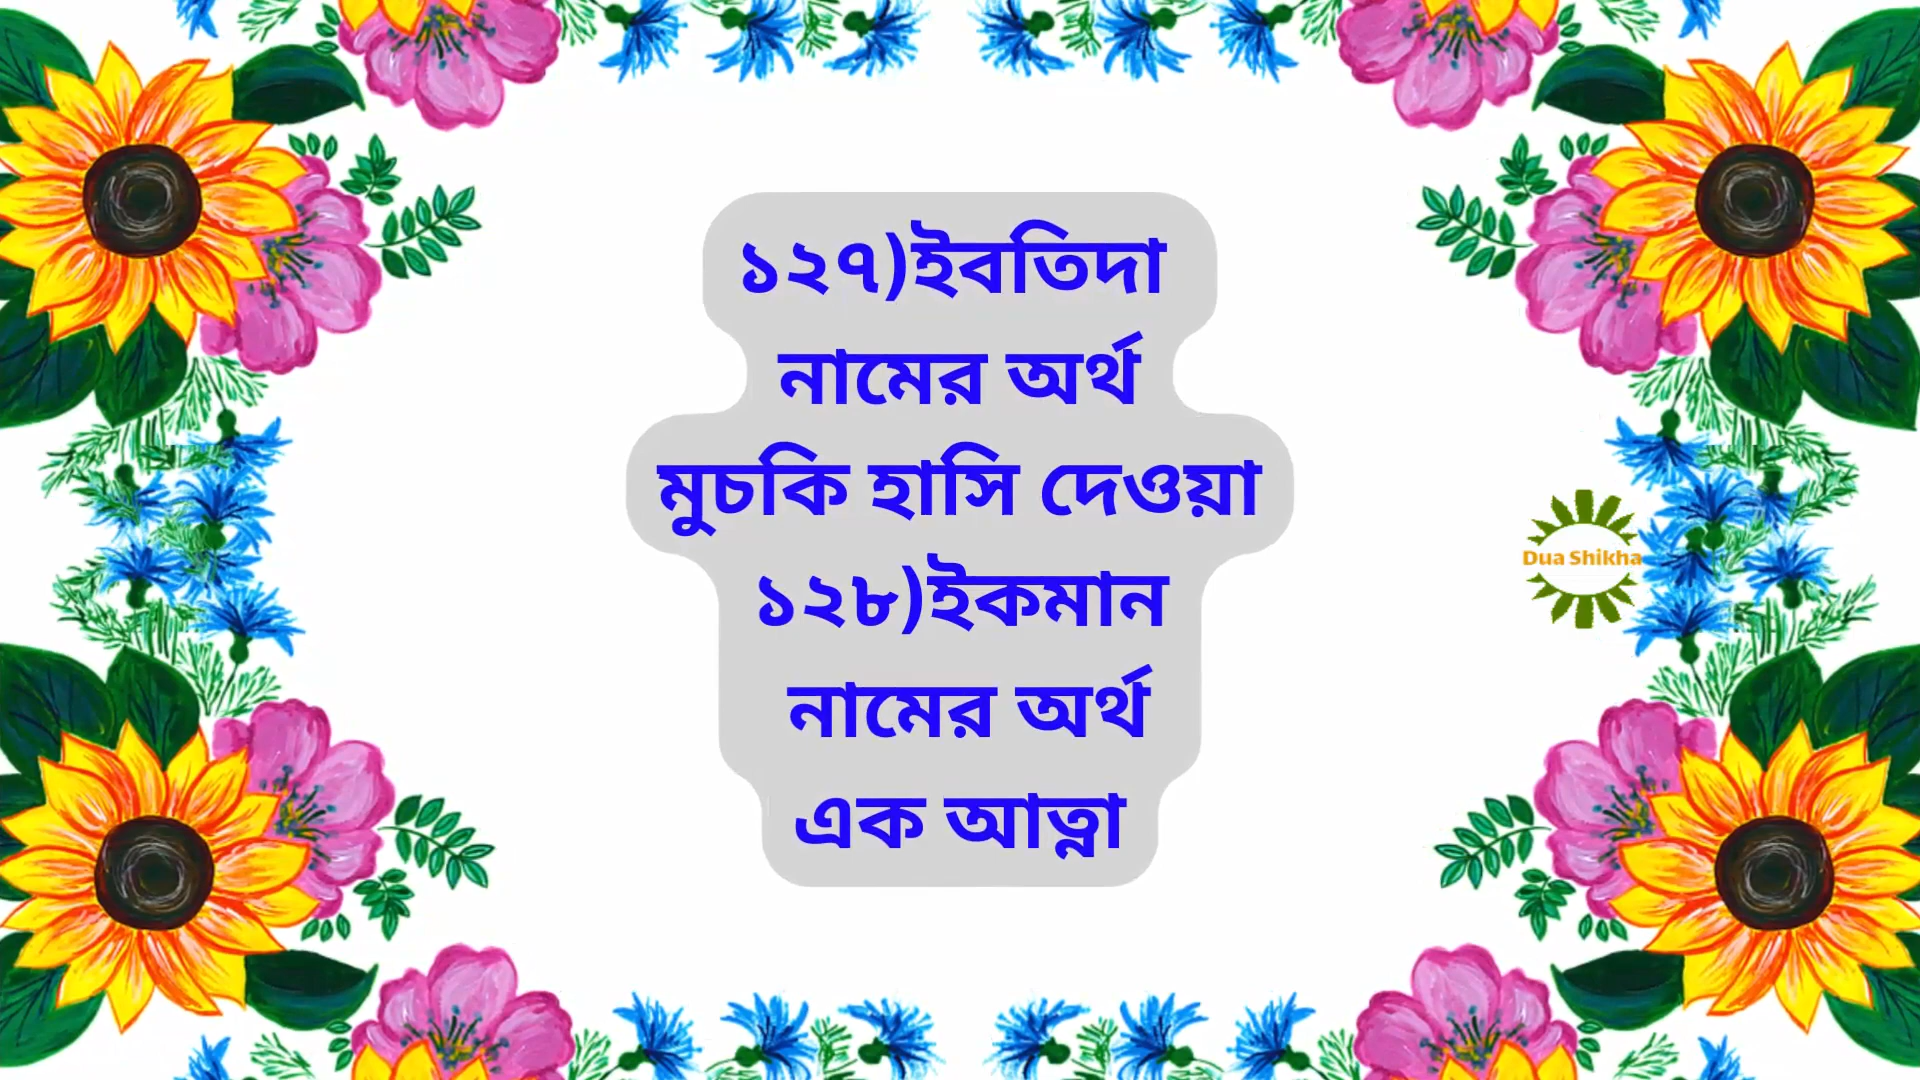 ১২৭)ইবতিদা
নামের অর্থ
মুচকি হাসি দেওয়া
১২৮)ইকমান
নামের অর্থ
এক আত্না
Dua Shikha